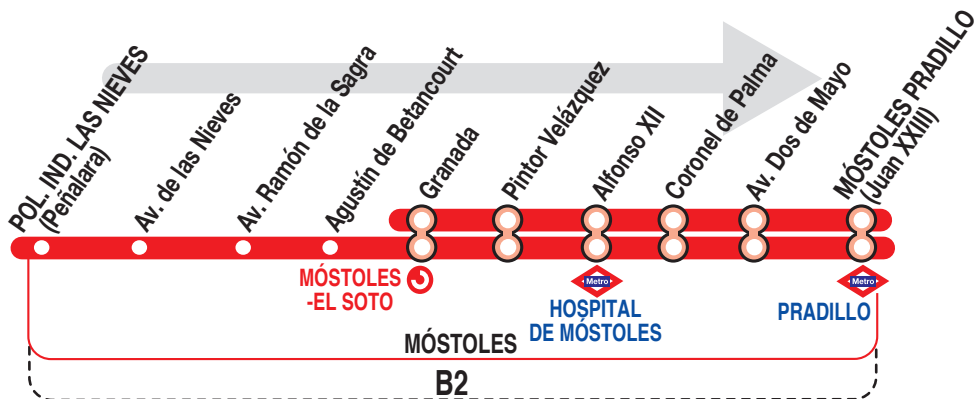 POL. IND. LAS NIEVES
(Peñalara)
Av. de las Nieves
Av. Ramón de la Sagra
Agustín de Betancourt
Granada
Pintor Velázquez
Alfonso XII
Coronel de Palma
Av. Dos de Mayo
MÓSTOLES PRADILLO
(Juan XXIII)
MÓSTOLES
-EL SOTO
Metro
HOSPITAL
DE MÓSTOLES
Metro
PRADILLO
MÓSTOLES
B2